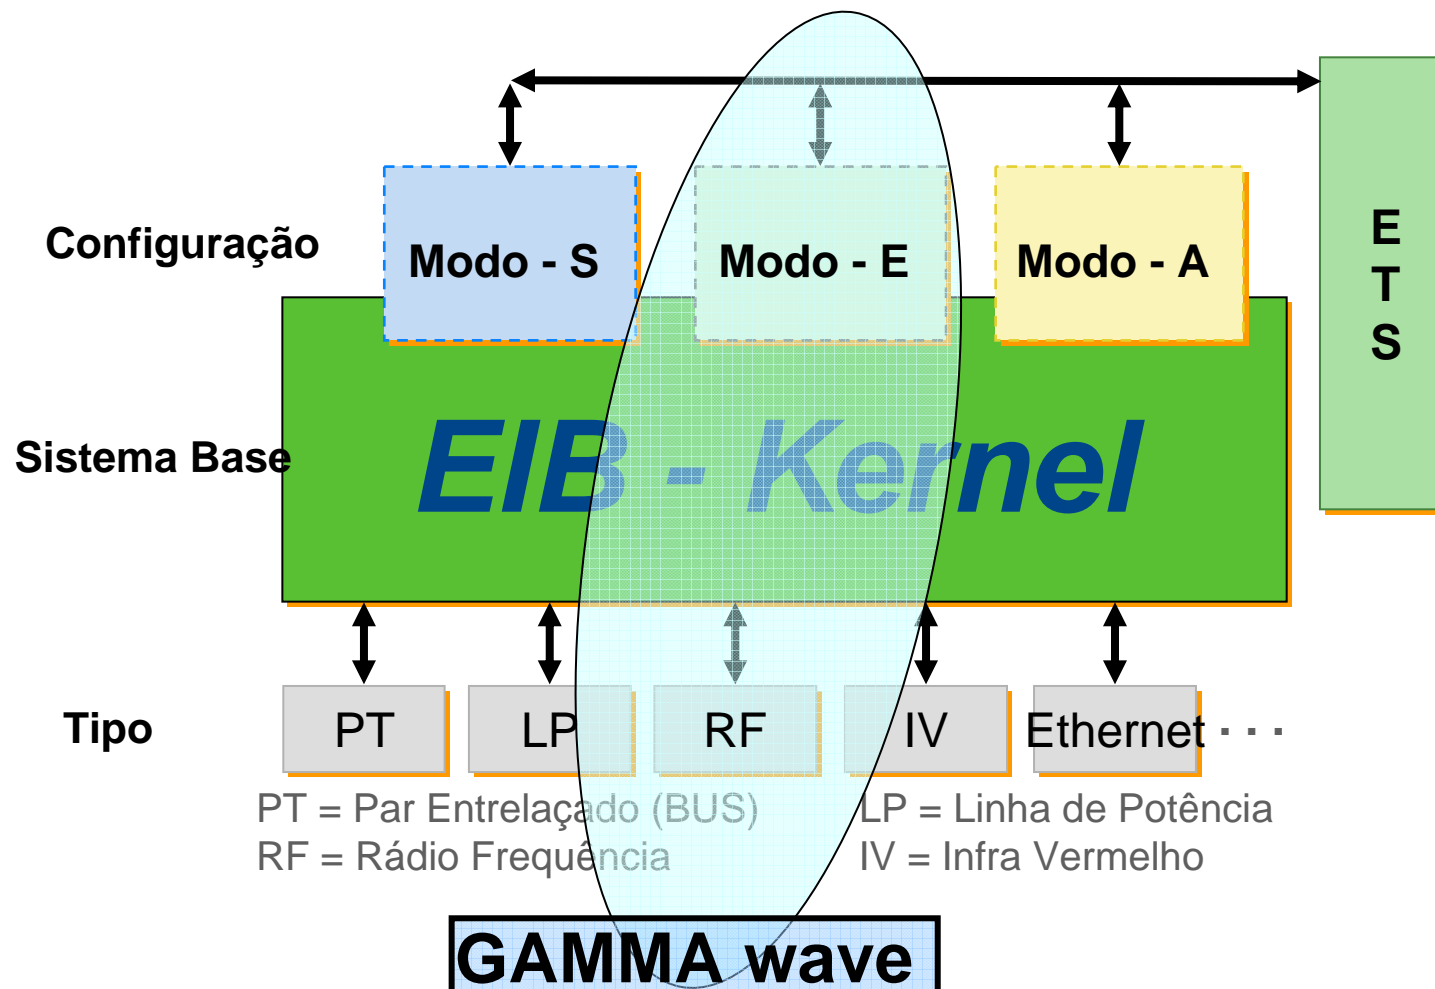 Configuração
Modo - S
Modo - E
Modo - A
E
T
S
Sistema Base
EIB - Kernel
Tipo
PT
LP
RF
IV
Ethernet ...
PT = Par Entrelaçado (BUS)
LP = Linha de Potência
RF = Rádio Frequência
IV = Infra Vermelho
GAMMA wave